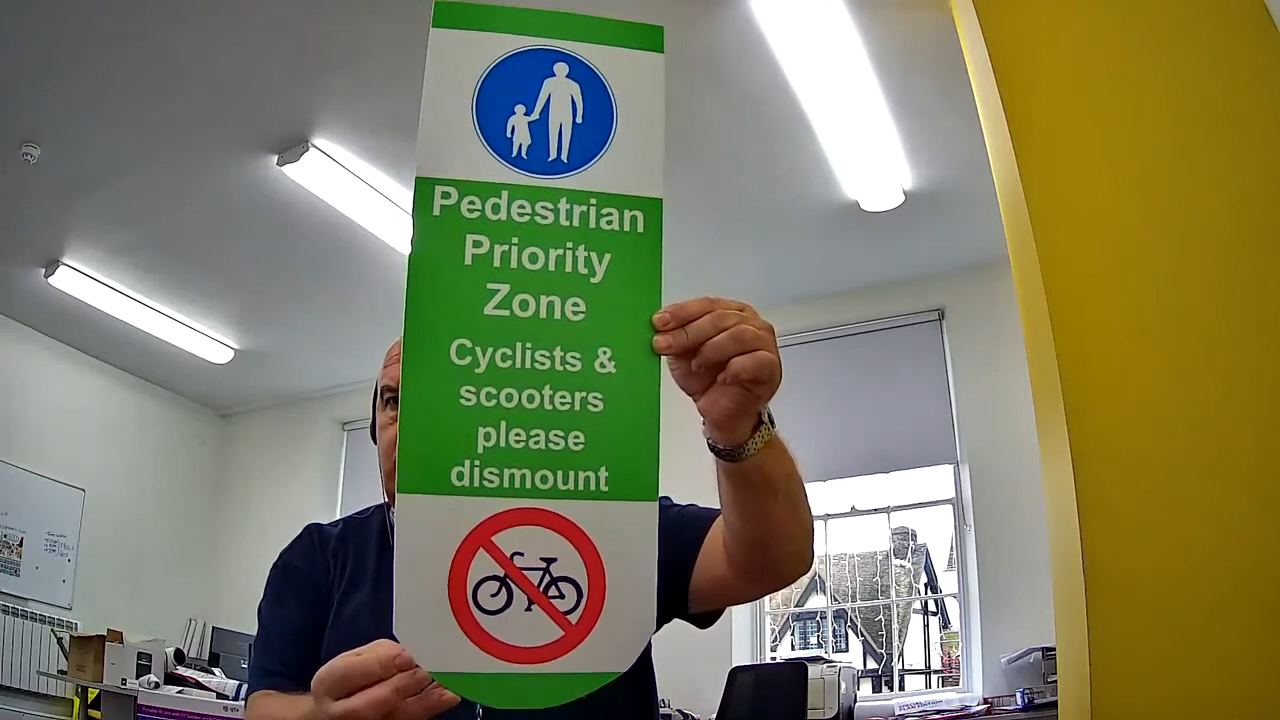 Pedestrian
Priority
Zone
Cyclists &
scooters
please
dismount